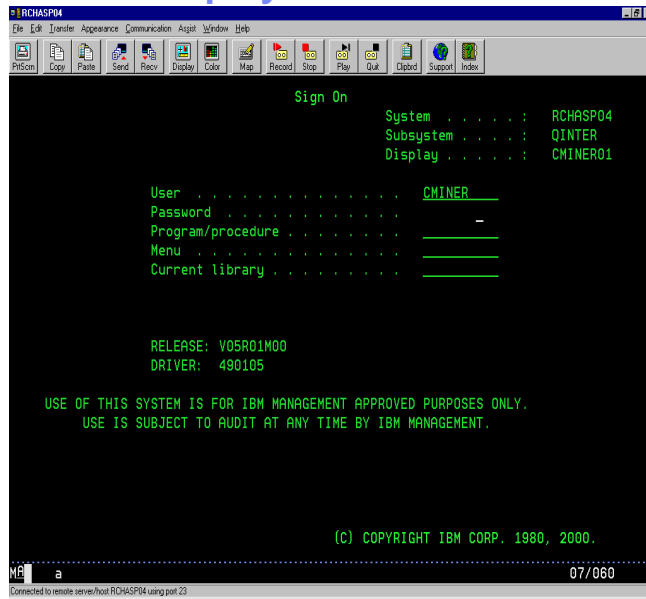 RCHASP04
File Edit Transfer Appearance Communication Assist Window Help
PrtScrn Copy Paste Send Recv Display Color Map Record Stop Play Quit Clipbrd Support Index
Sign On
System . . . . . : RCHASP04
Subsystem . . . . : QINTER
Display . . . . . : CMINER01
User . . . . . . . . . . . . . . CMINER
Password . . . . . . . . . . . .
Program/procedure . . . . . . . .
Menu . . . . . . . . . . . . . .
Current library . . . . . . . . .
RELEASE: V05R01M00
DRIVER: 490105
USE OF THIS SYSTEM IS FOR IBM MANAGEMENT APPROVED PURPOSES ONLY.
USE IS SUBJECT TO AUDIT AT ANY TIME BY IBM MANAGEMENT.
(C) COPYRIGHT IBM CORP. 1980, 2000.
MA a 07/060
Connected to remote server/host RCHASP04 using port 23